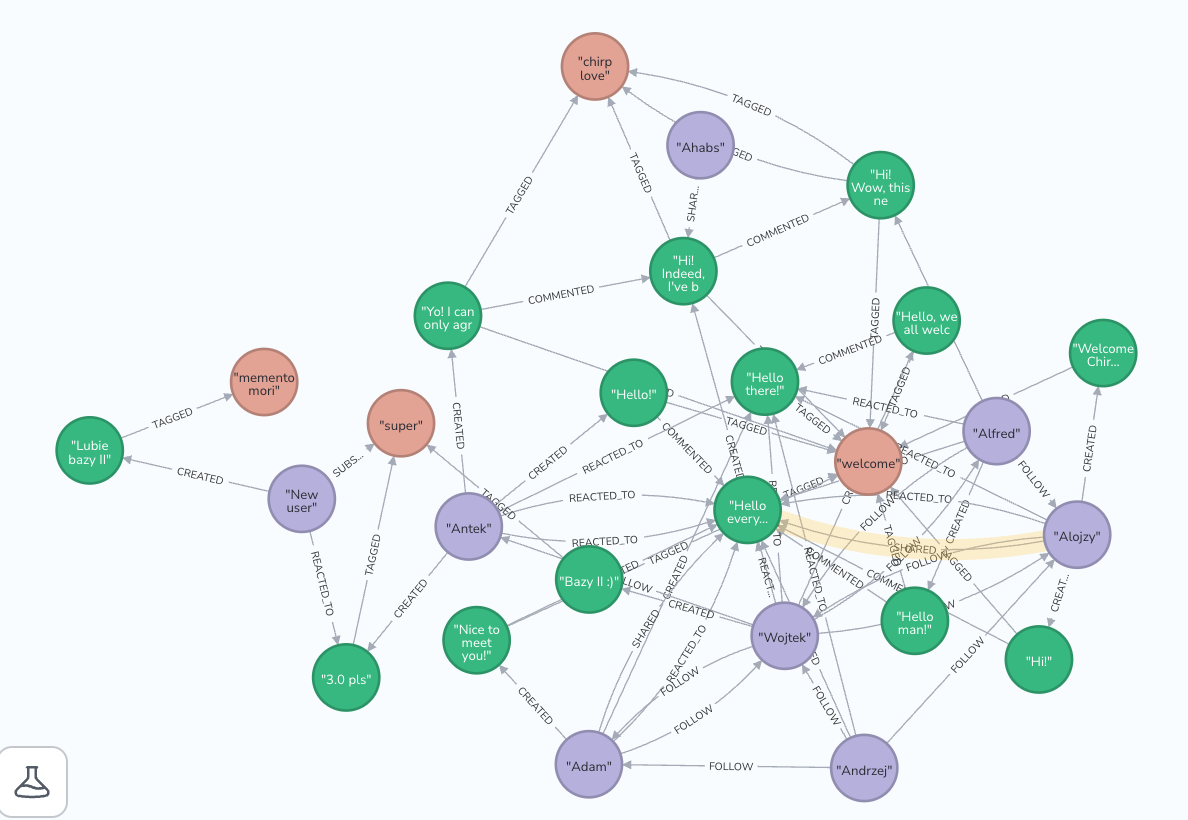 "chirp
love"
TAGGED
"Ahabs"
GED
"Hi!
Wow, this
ne
TAGGED
TAGGED
SHAR...
COMMENTED
"Hi!
Indeed,
I've b
COMMENTED
"Yo! I can
only agr
TAGGED
"Hello, we
all welc
COMMENTED
"Welcome
Chir...
"memento
mori"
"Hello!"
"Hello
there!"
TAGGED
REACTED_TO
TAGGED
"super"
CREATED
TAGGED
"Alfred"
TAGGED
"Lubie
bazy II"
CREATED
SUBS...
CREATED
REACTED_TO
COMMENTED
CREATED
"welcome"
REACTED_TO
FOLLOW
CREATED
"New
user"
TAGGED
REACTED_TO
TAGGED
REACTED_TO
"Hello
every...
FOLLOW
"Antek"
CREATED
"Alojzy"
REACTED_TO
TAGGED
SHARED
FOLLOW
FOLLOW
TAGGED
TAGGED
REACTED_TO
TAGGED
CREATED
"Bazy II :)"
LLOW
CREATED
CREATED
REACT...
REACTED_TO
COMMENTED
COMME...
CREAT...
"Nice to
meet
you!"
SHARED
"Wojtek"
"Hello
man!"
"Hi!"
REACTED_TO
FOLLOW
"3.0 pls"
FOLLOW
CREATED
FOLLOW
FOLLOW
"Adam"
FOLLOW
"Andrzej"